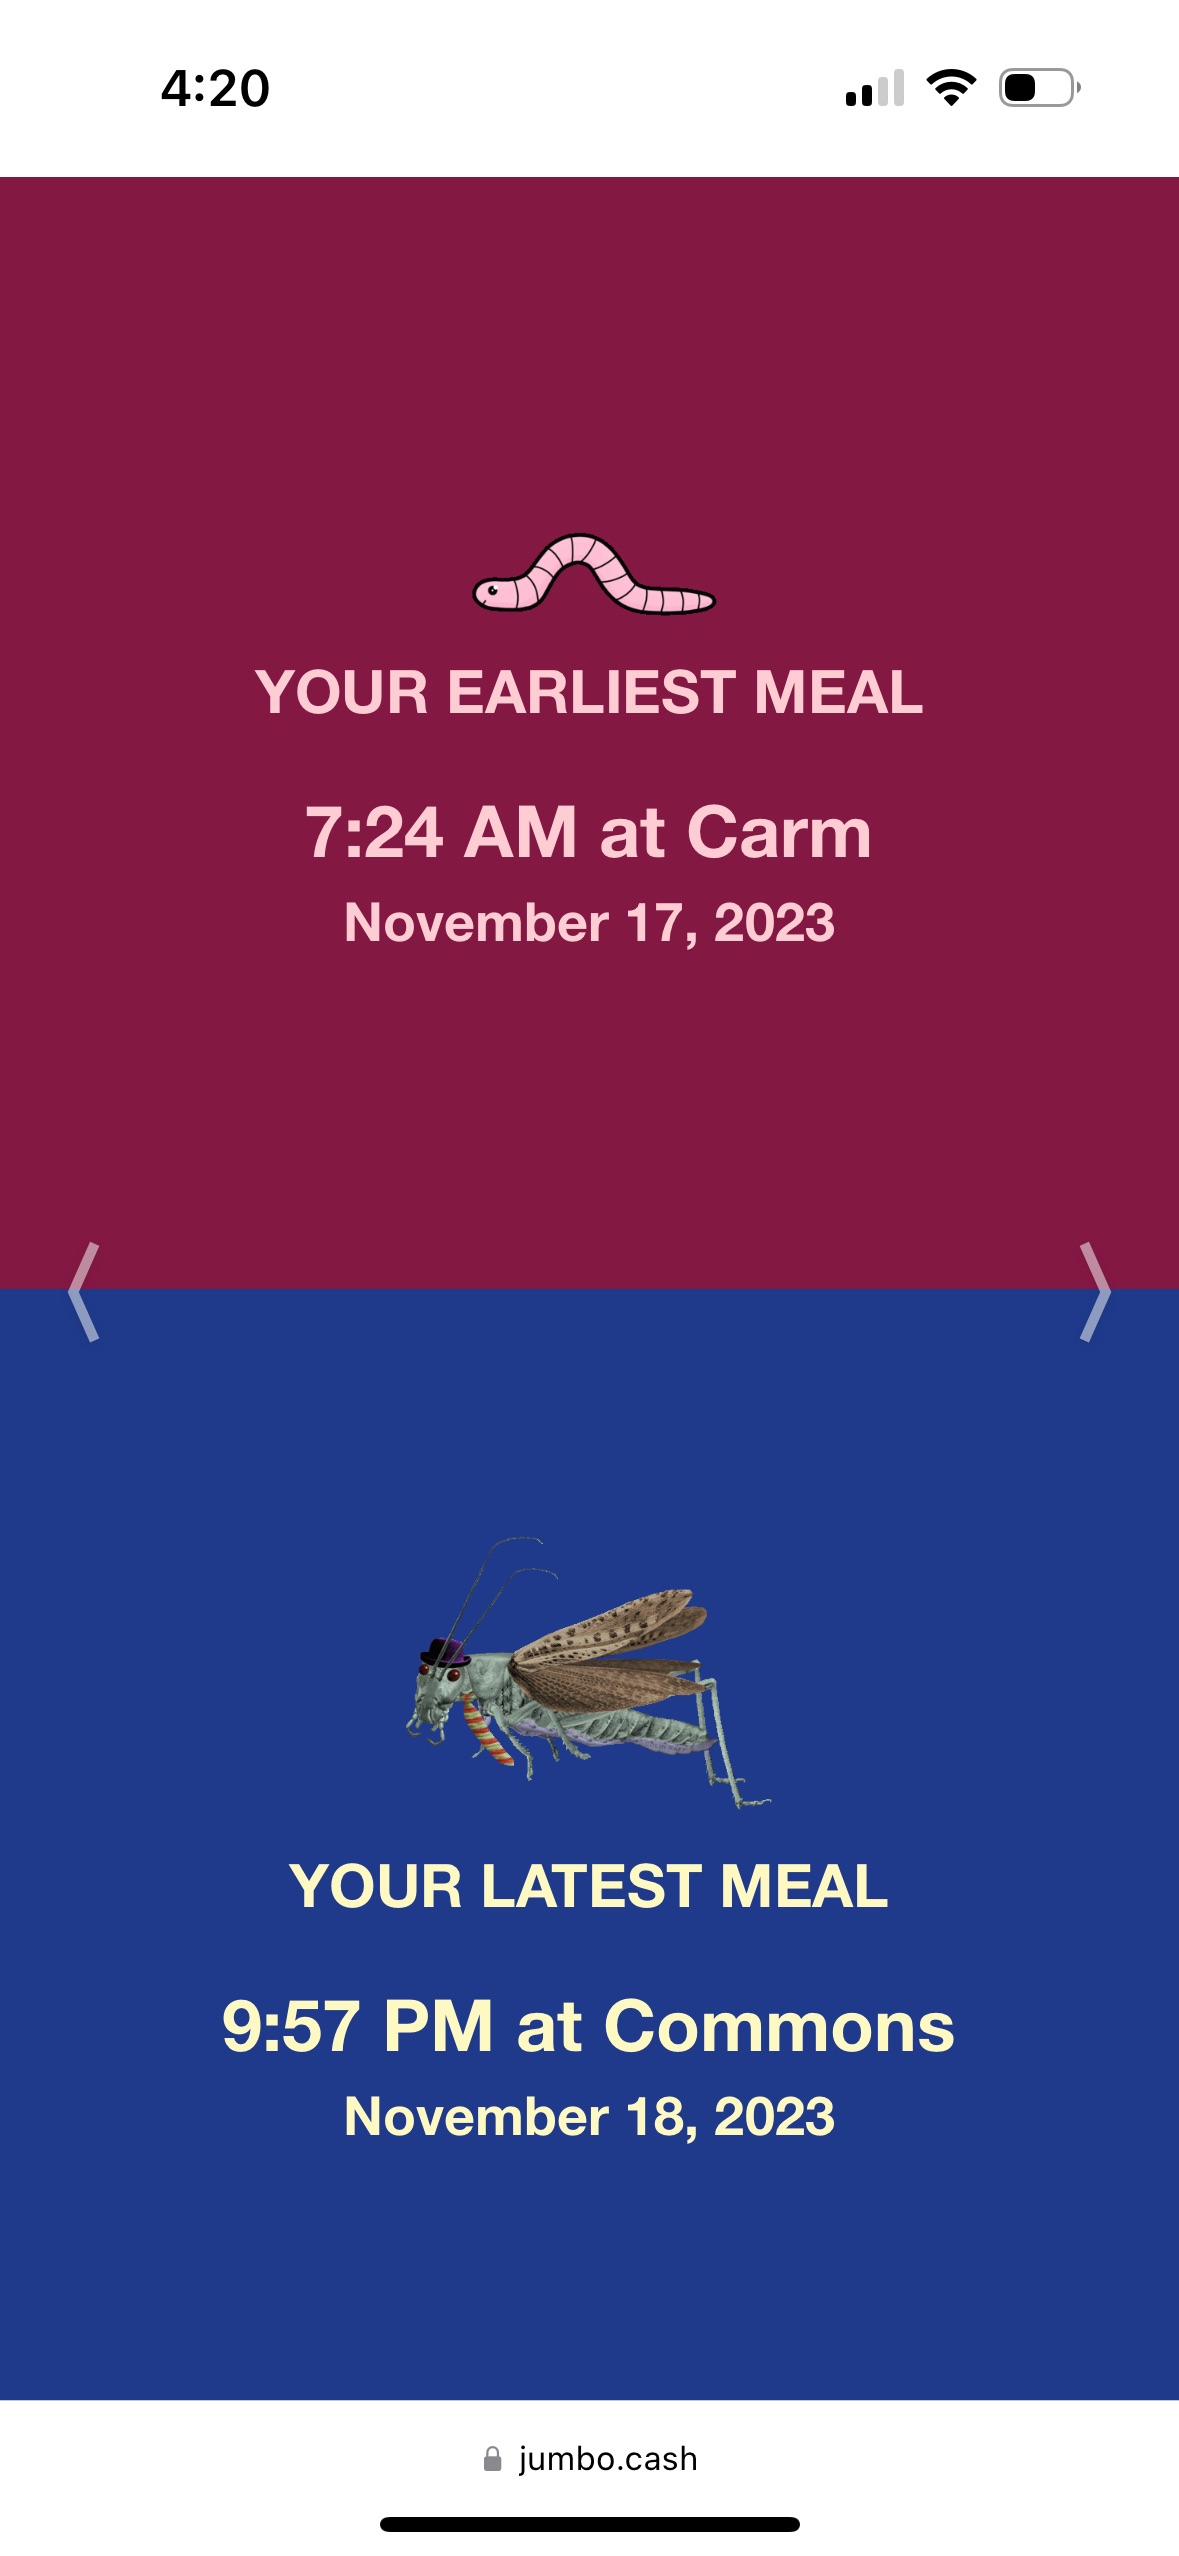 4:20
YOUR EARLIEST MEAL
7:24 AM at Carm
November 17, 2023
YOUR LATEST MEAL
9:57 PM at Commons
November 18, 2023
jumbo.cash